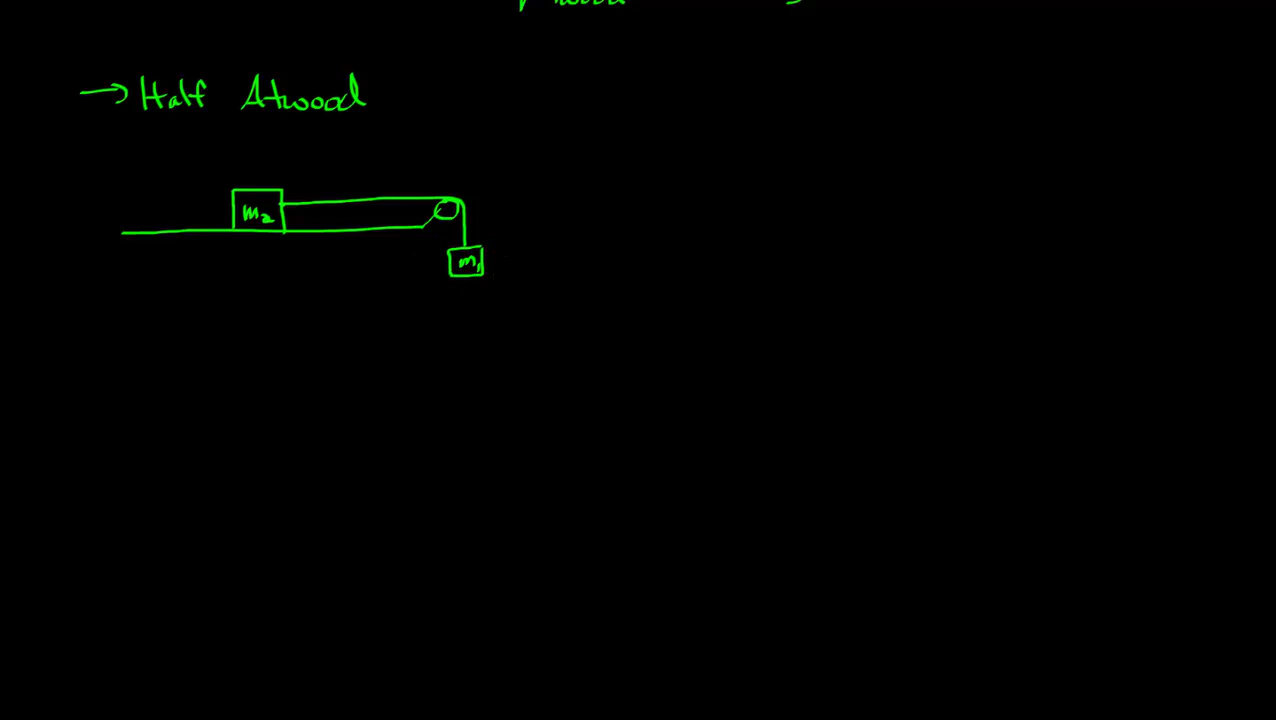 → Half Atwood
m₂
m₁